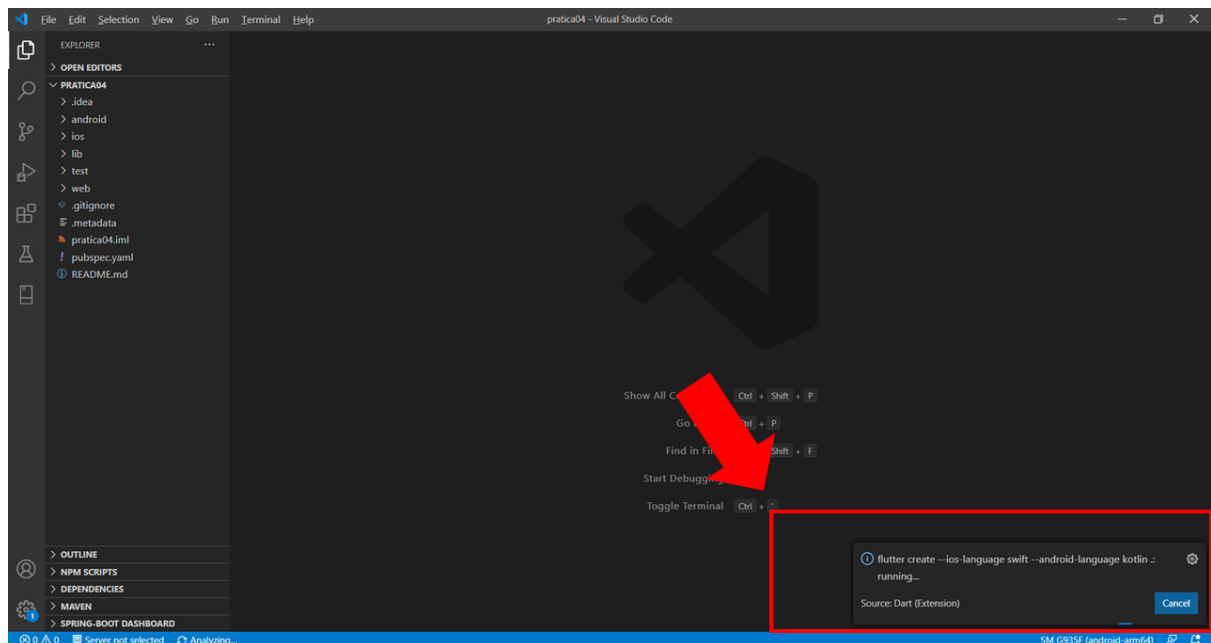 File Edit Selection View Go Run Terminal Help
pratica04 - Visual Studio Code
EXPLORER
OPEN EDITORS
PRATICA04
.idea
android
ios
lib
test
web
.gitignore
.metadata
pratica04.iml
pubspec.yaml
README.md
Show All C Ctrl + Shift + P
Go + P
Find in Fi Shift + F
Start Debugging
Toggle Terminal Ctrl + `
flutter create --ios-language swift --android-language kotlin .:
running...
Source: Dart (Extension)
Cancel
OUTLINE
NPM SCRIPTS
DEPENDENCIES
MAVEN
SPRING-BOOT DASHBOARD
1
0 0 Server not selected Analyzing...
SM G935F (android-arm64)